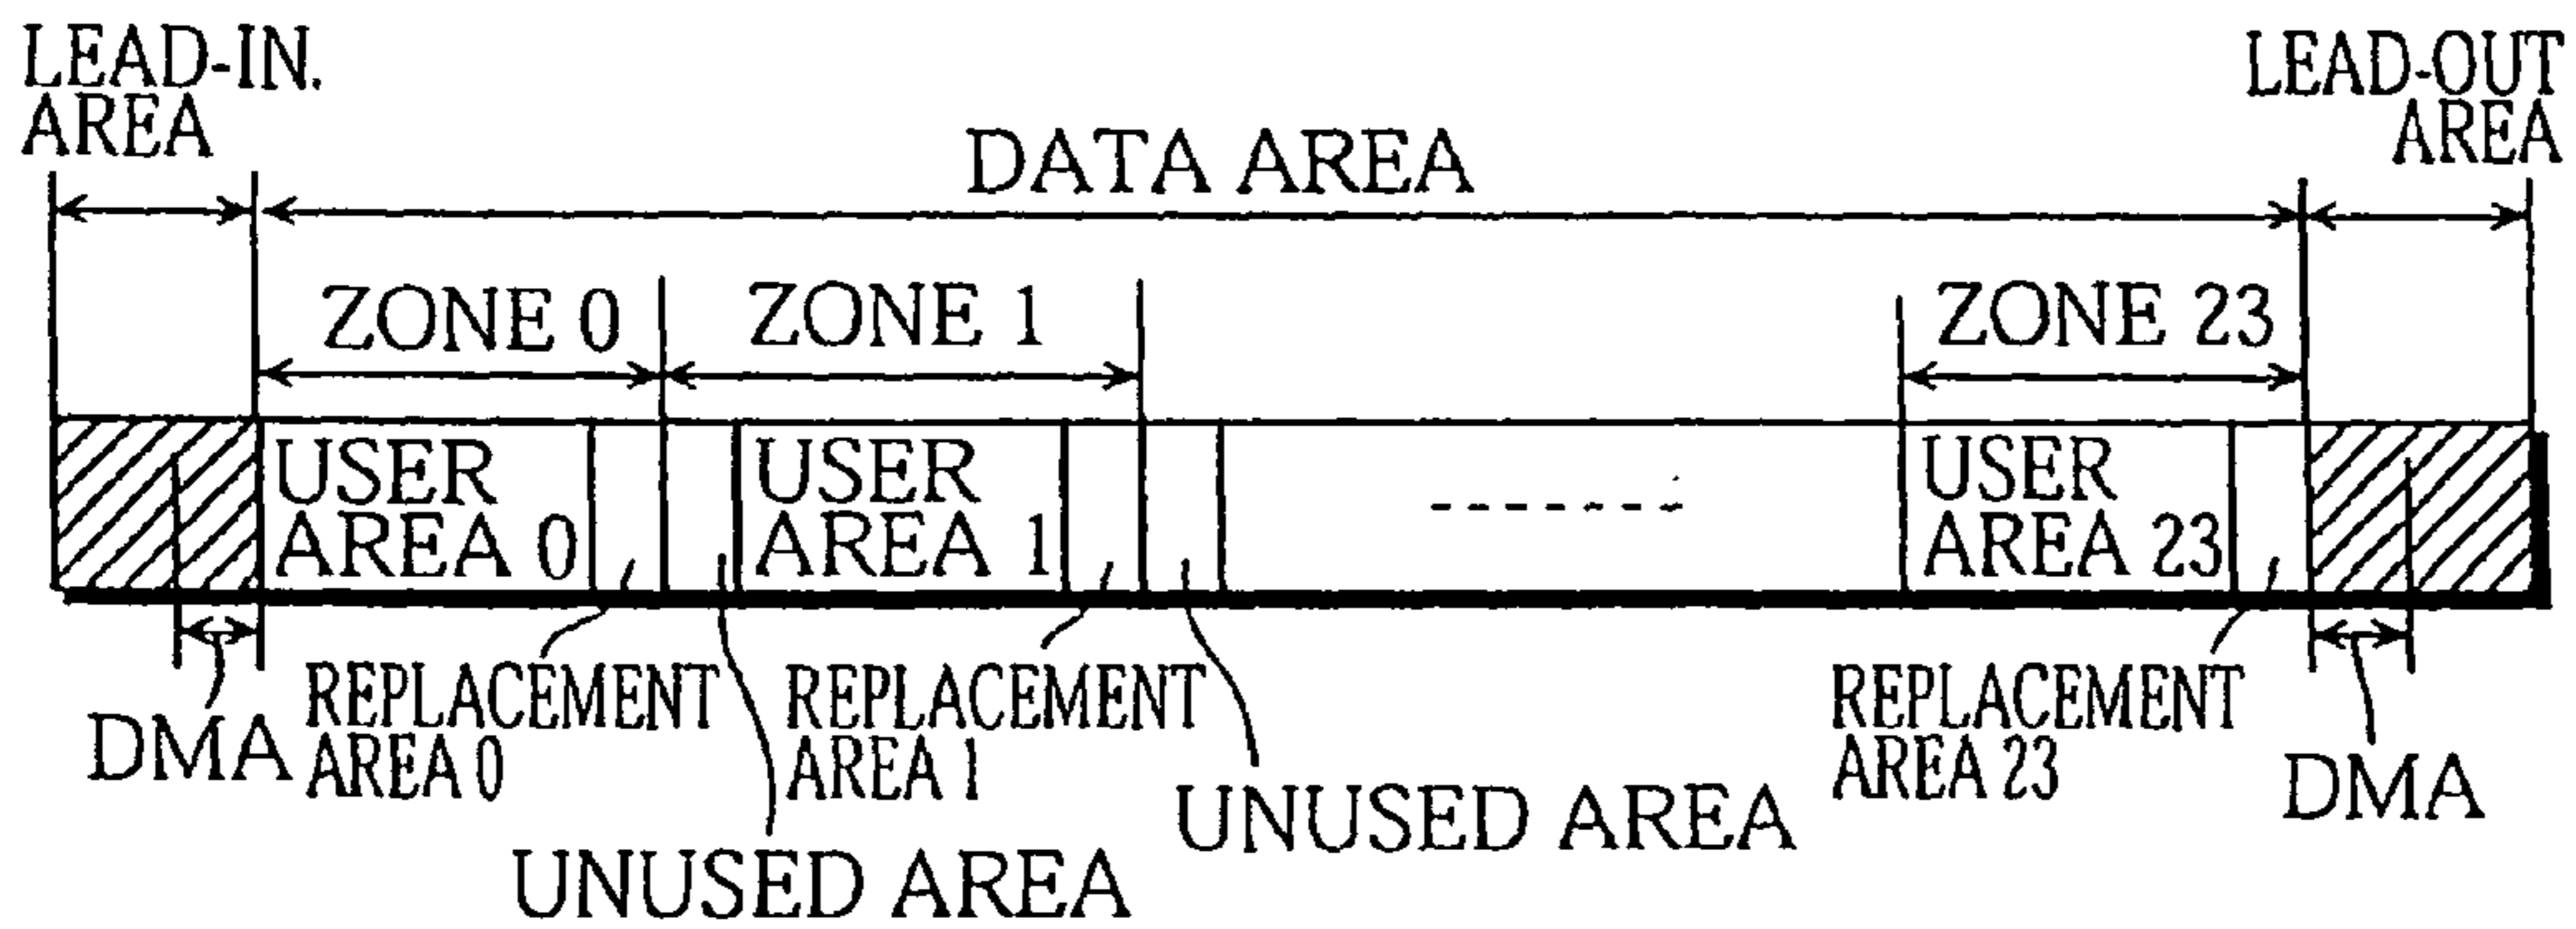 LEAD-IN.
AREA
LEAD-OUT
AREA
DATA AREA
ZONE 0
ZONE 1
ZONE 23
USER
AREA 0
USER
AREA 1
USER
AREA 23
DMA
REPLACEMENT
AREA 0
UNUSED AREA
REPLACEMENT
AREA 1
UNUSED AREA
REPLACEMENT
AREA 23
DMA